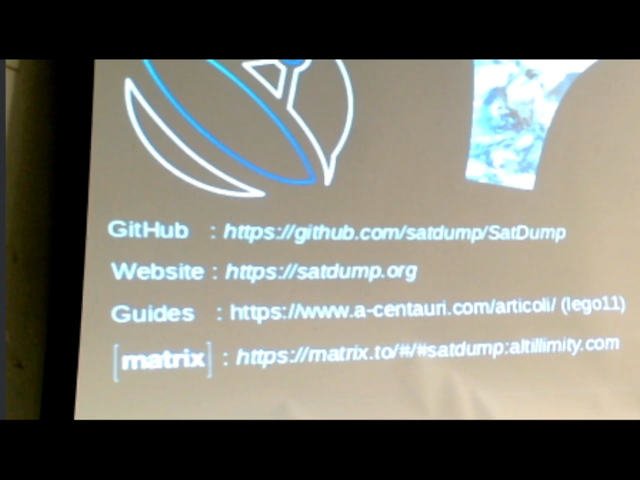 GitHub : https://github.com/satdump/SatDump
Website : https://satdump.org
Guides : https://www.a-centauri.com/articoli/ (lego11)
[matrix] : https://matrix.to/#/#satdump:altillimity.com